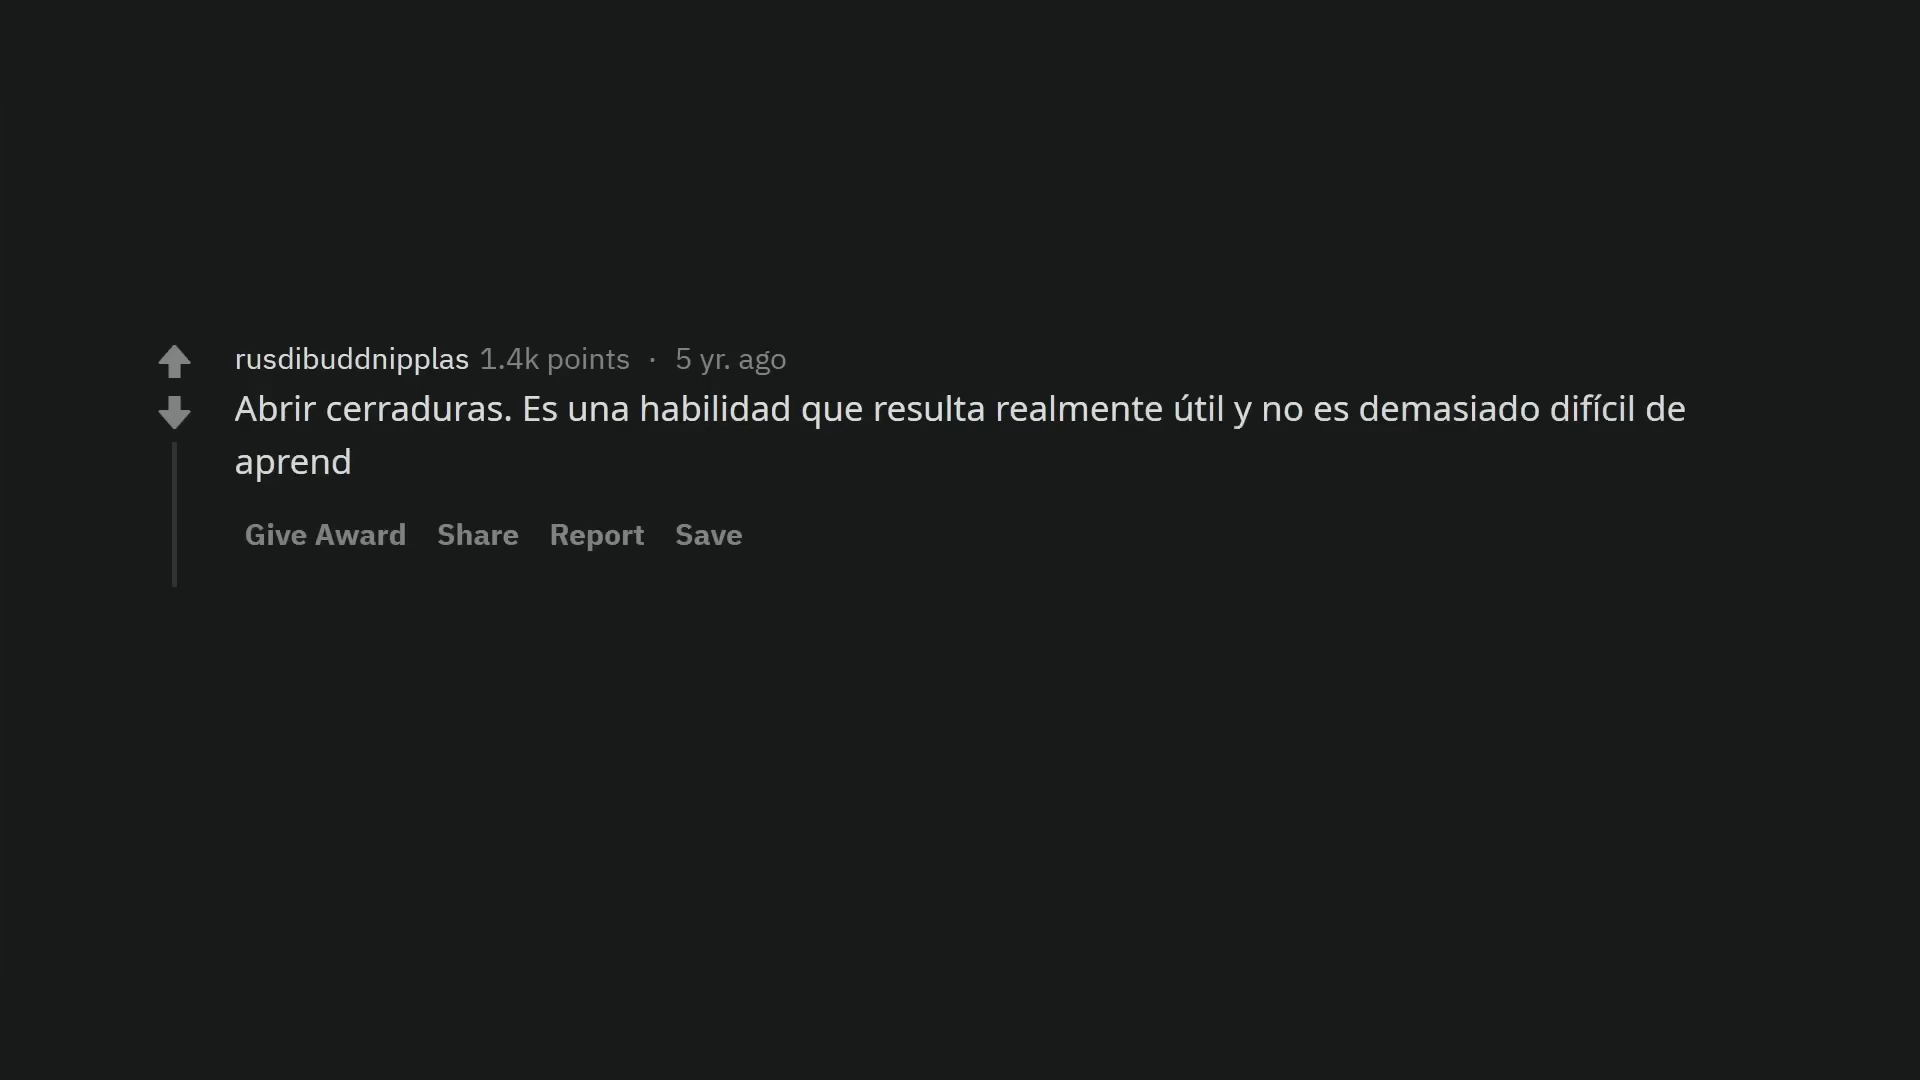 rusdibuddnipplas 1.4k points · 5 yr. ago
Abrir cerraduras. Es una habilidad que resulta realmente útil y no es demasiado difícil de
aprend
Give Award Share Report Save